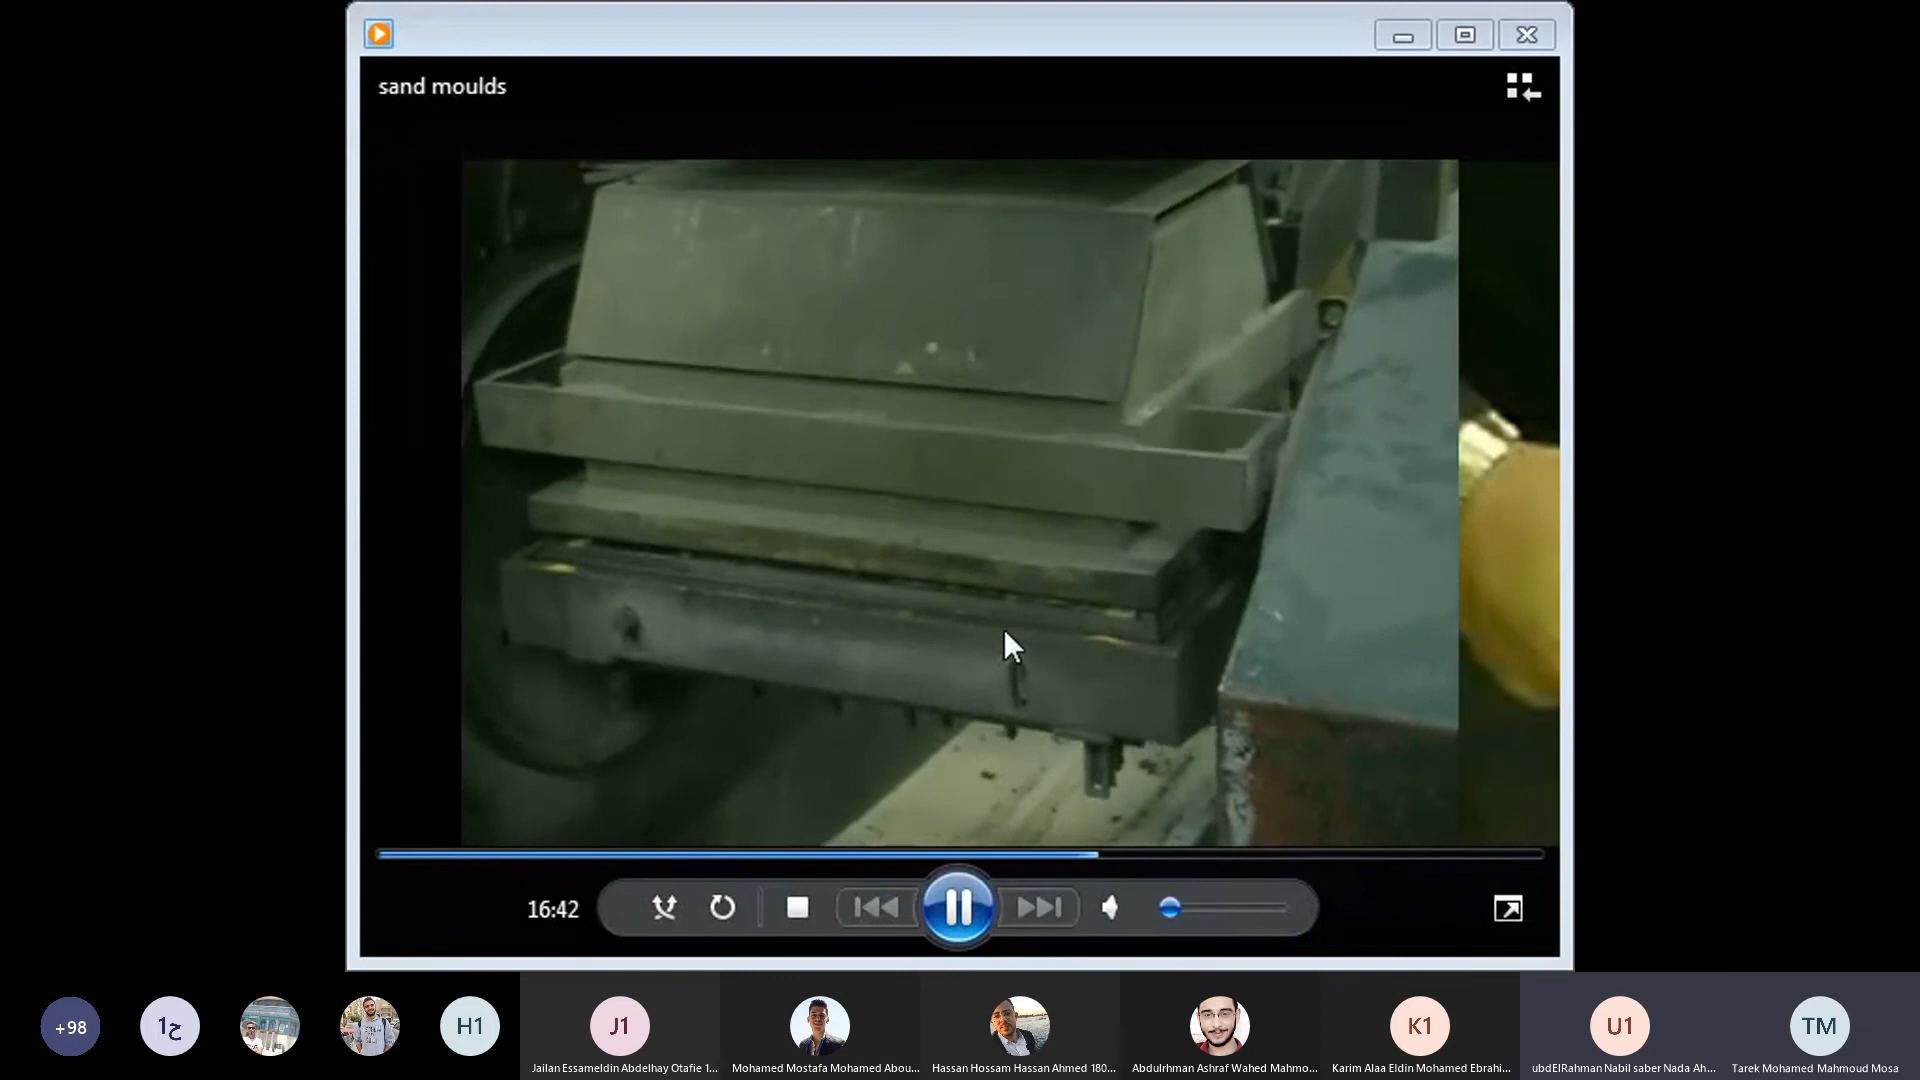 sand moulds
16:42
+98
ح1
H1
J1
K1
U1
TM
Jailan Essameldin Abdelhay Otafie 1...
Mohamed Mostafa Mohamed Abou...
Hassan Hossam Hassan Ahmed 180...
Abdulrhman Ashraf Wahed Mahmo...
Karim Alaa Eldin Mohamed Ebrahi...
ubdElRahman Nabil saber Nada Ah...
Tarek Mohamed Mahmoud Mosa